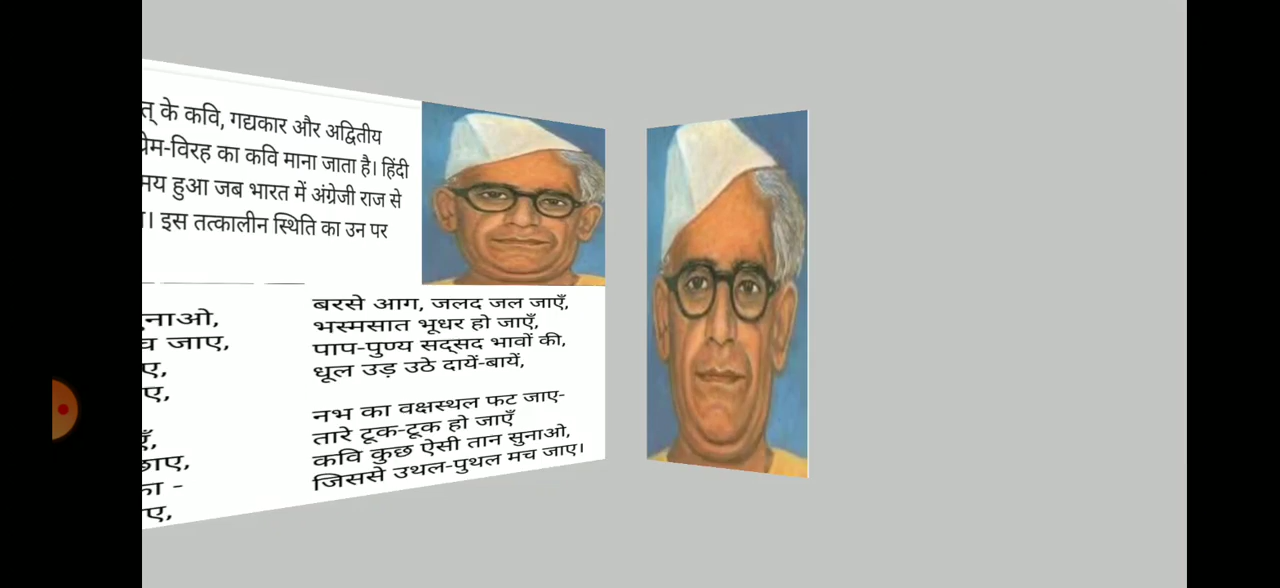 त् के कवि, गद्यकार और अद्वितीय
प्रेम-विरह का कवि माना जाता है। हिंदी
मय हुआ जब भारत में अंग्रेजी राज से
। इस तत्कालीन स्थिति का उन पर
नाओ,
च जाए,
ए,
ए,
एँ,
छाए,
का -
ए,
बरसे आग, जलद जल जाएँ,
भस्मसात भूधर हो जाएँ,
पाप-पुण्य सद्सद भावों की,
धूल उड़ उठे दायें-बायें,
नभ का वक्षस्थल फट जाए-
तारे टूक-टूक हो जाएँ
कवि कुछ ऐसी तान सुनाओ,
जिससे उथल-पुथल मच जाए।